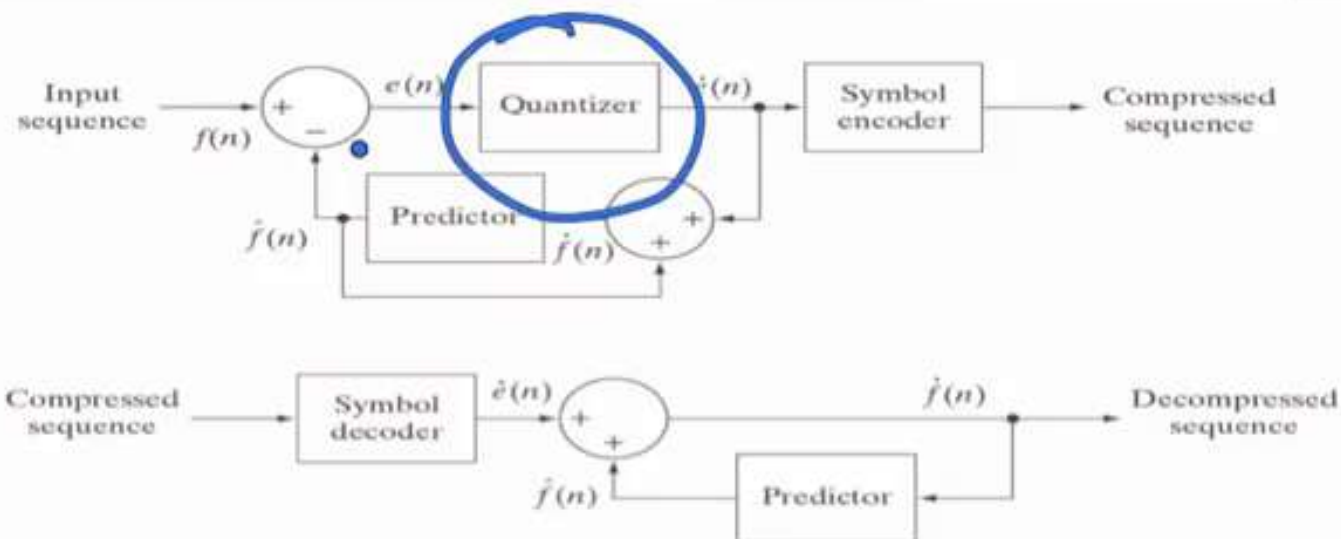 Input
sequence
f(n)
+
−
e(n)
Quantizer
(n)
Symbol
encoder
Compressed
sequence
f̂(n)
Predictor
ḟ(n)
+
+
Compressed
sequence
Symbol
decoder
ė(n)
+
+
f̂(n)
Predictor
ḟ(n)
Decompressed
sequence